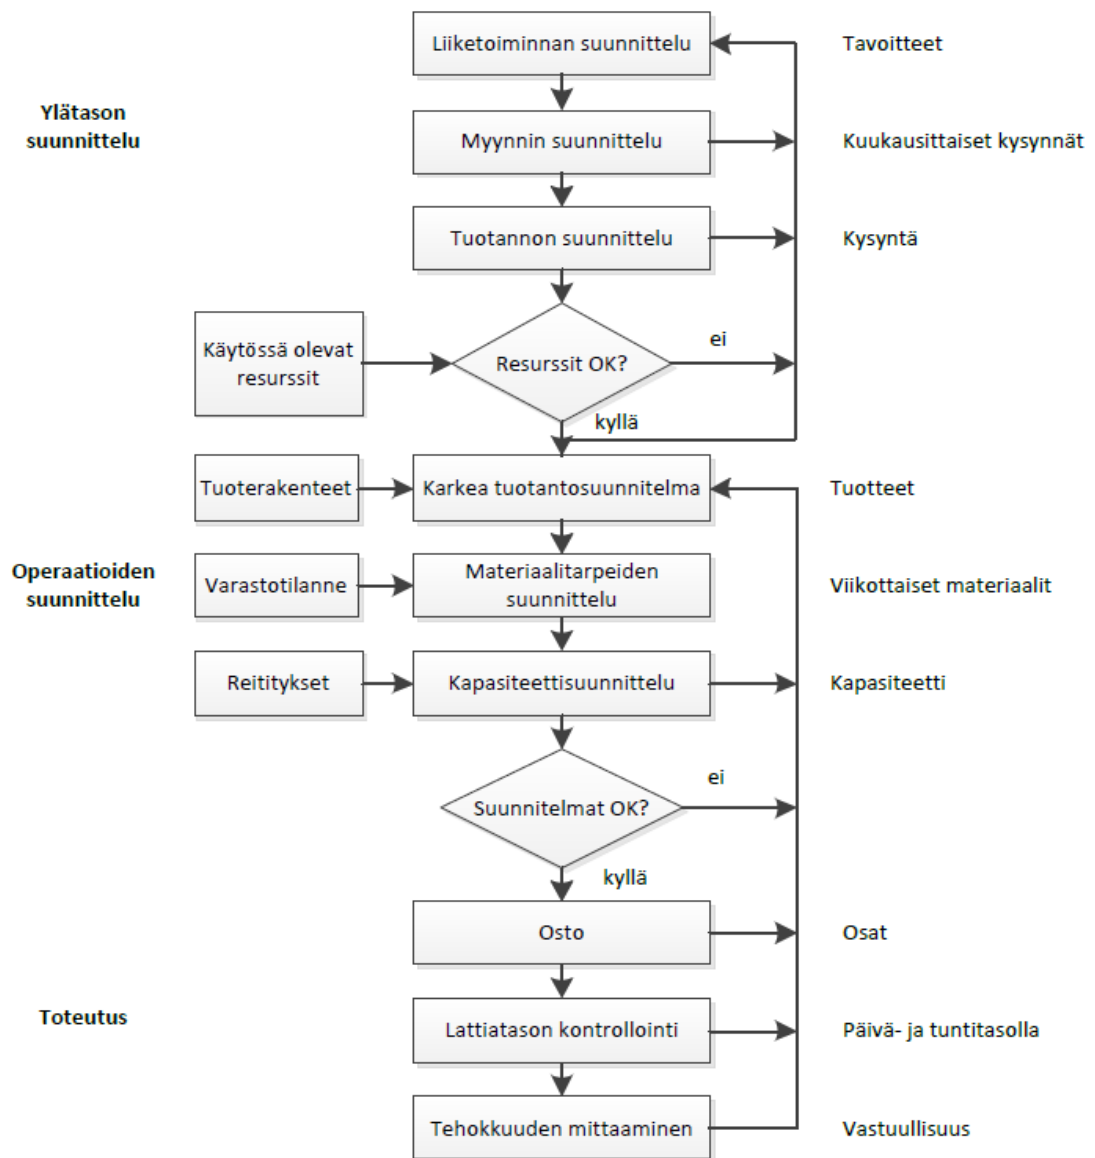 Liiketoiminnan suunnittelu
Tavoitteet
Ylätason
suunnittelu
Myynnin suunnittelu
Kuukausittaiset kysynnät
Tuotannon suunnittelu
Kysyntä
Käytössä olevat
resurssit
Resurssit OK?
ei
kyllä
Tuoterakenteet
Karkea tuotantosuunnitelma
Tuotteet
Operaatioiden
suunnittelu
Varastotilanne
Materiaalitarpeiden
suunnittelu
Viikottaiset materiaalit
Reititykset
Kapasiteettisuunnittelu
Kapasiteetti
Suunnitelmat OK?
ei
kyllä
Osto
Osat
Toteutus
Lattiatason kontrollointi
Päivä- ja tuntitasolla
Tehokkuuden mittaaminen
Vastuullisuus